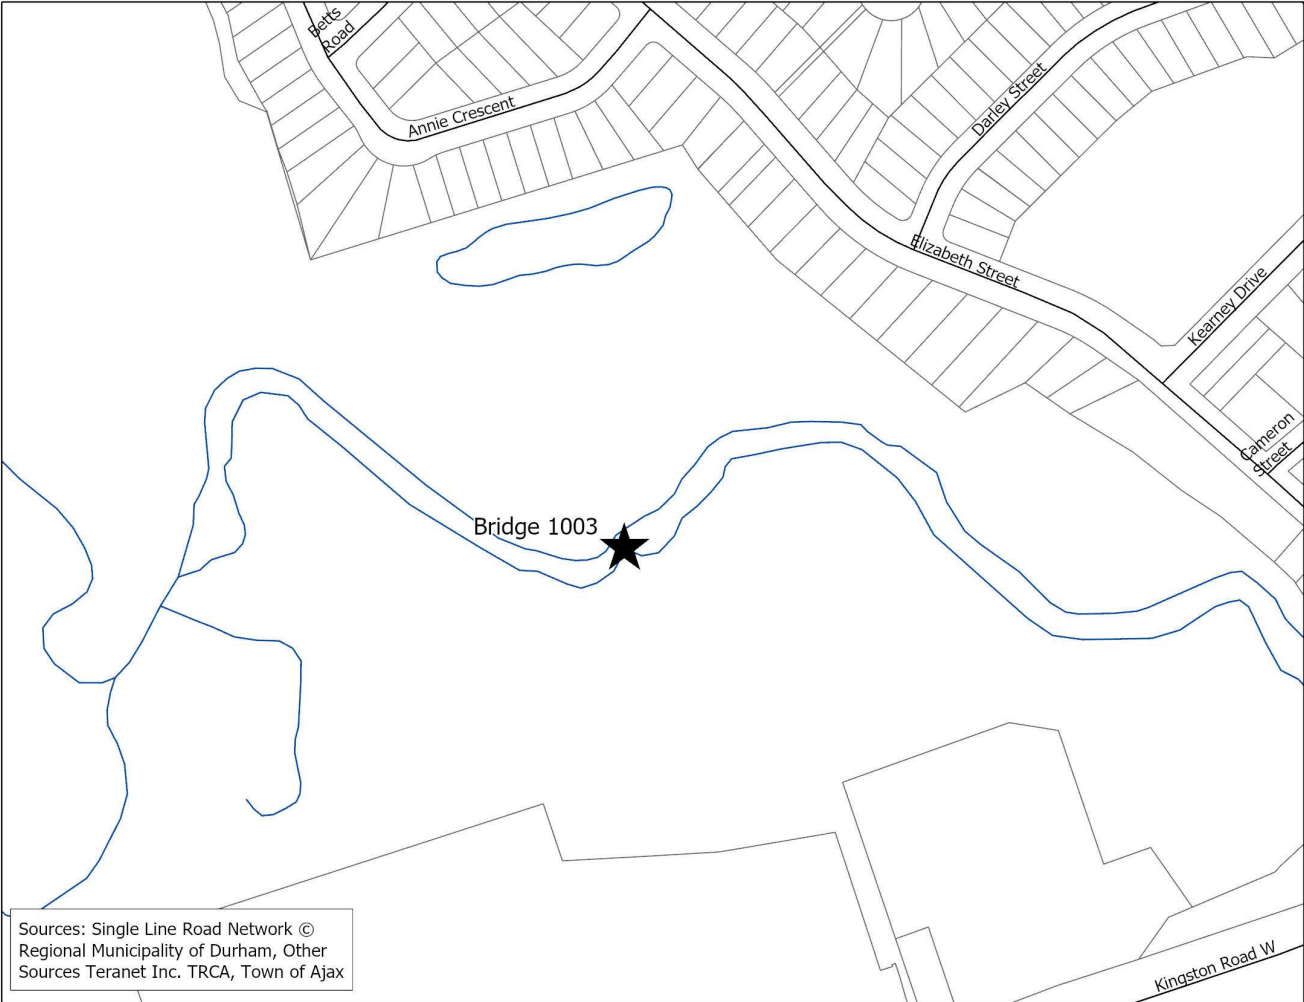 Betts
Road
Annie Crescent
Darley Street
Elizabeth Street
Kearney Drive
Cameron
Street
Bridge 1003
Sources: Single Line Road Network ©
Regional Municipality of Durham, Other
Sources Teranet Inc. TRCA, Town of Ajax
Kingston Road W